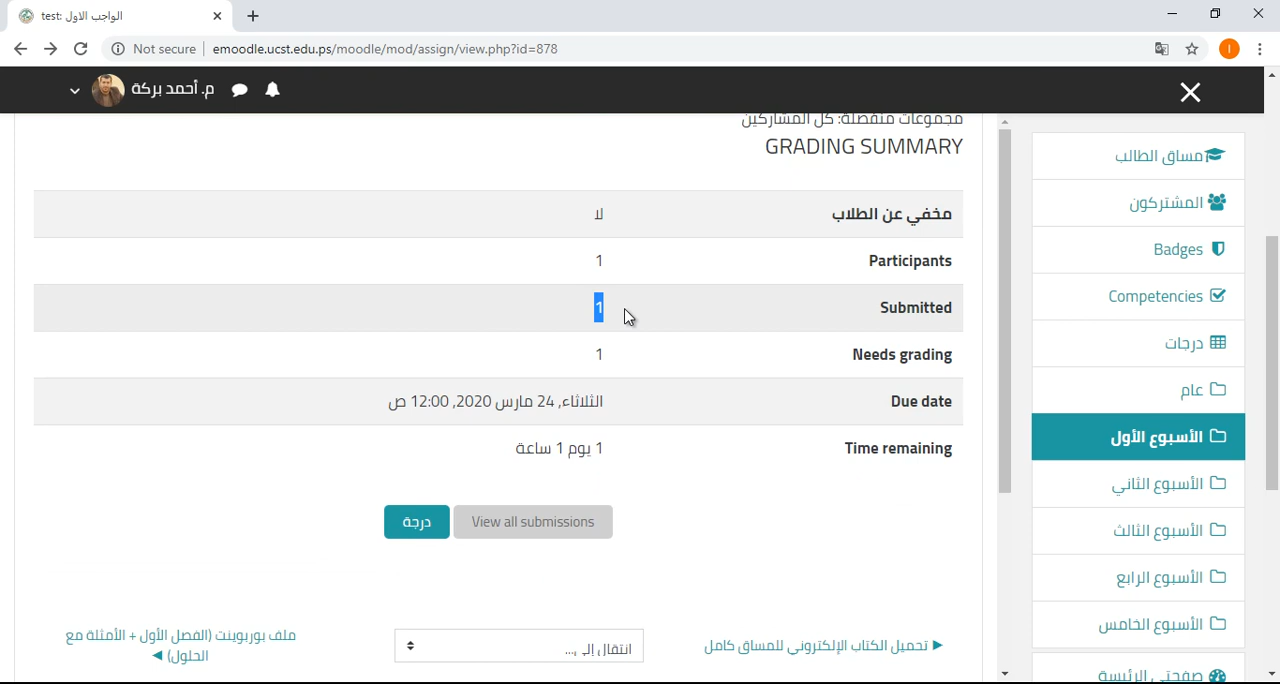 test: الواجب الاول
Not secure
emoodle.ucst.edu.ps/moodle/mod/assign/view.php?id=878
I
م. أحمد بركة
مجموعات منفصلة: كل المشاركين
GRADING SUMMARY
مخفي عن الطلاب
لا
Participants
1
Submitted
1
Needs grading
1
Due date
الثلاثاء, 24 مارس 2020, 12:00 ص
Time remaining
1 يوم 1 ساعة
View all submissions
درجة
تحميل الكتاب الإلكتروني للمساق كامل
انتقال إلى...
ملف بوربوينت (الفصل الأول + الأمثلة مع
الحلول)
مساق الطالب
المشتركون
Badges
Competencies
درجات
عام
الأسبوع الأول
الأسبوع الثاني
الأسبوع الثالث
الأسبوع الرابع
الأسبوع الخامس
صفحتي الرئيسة